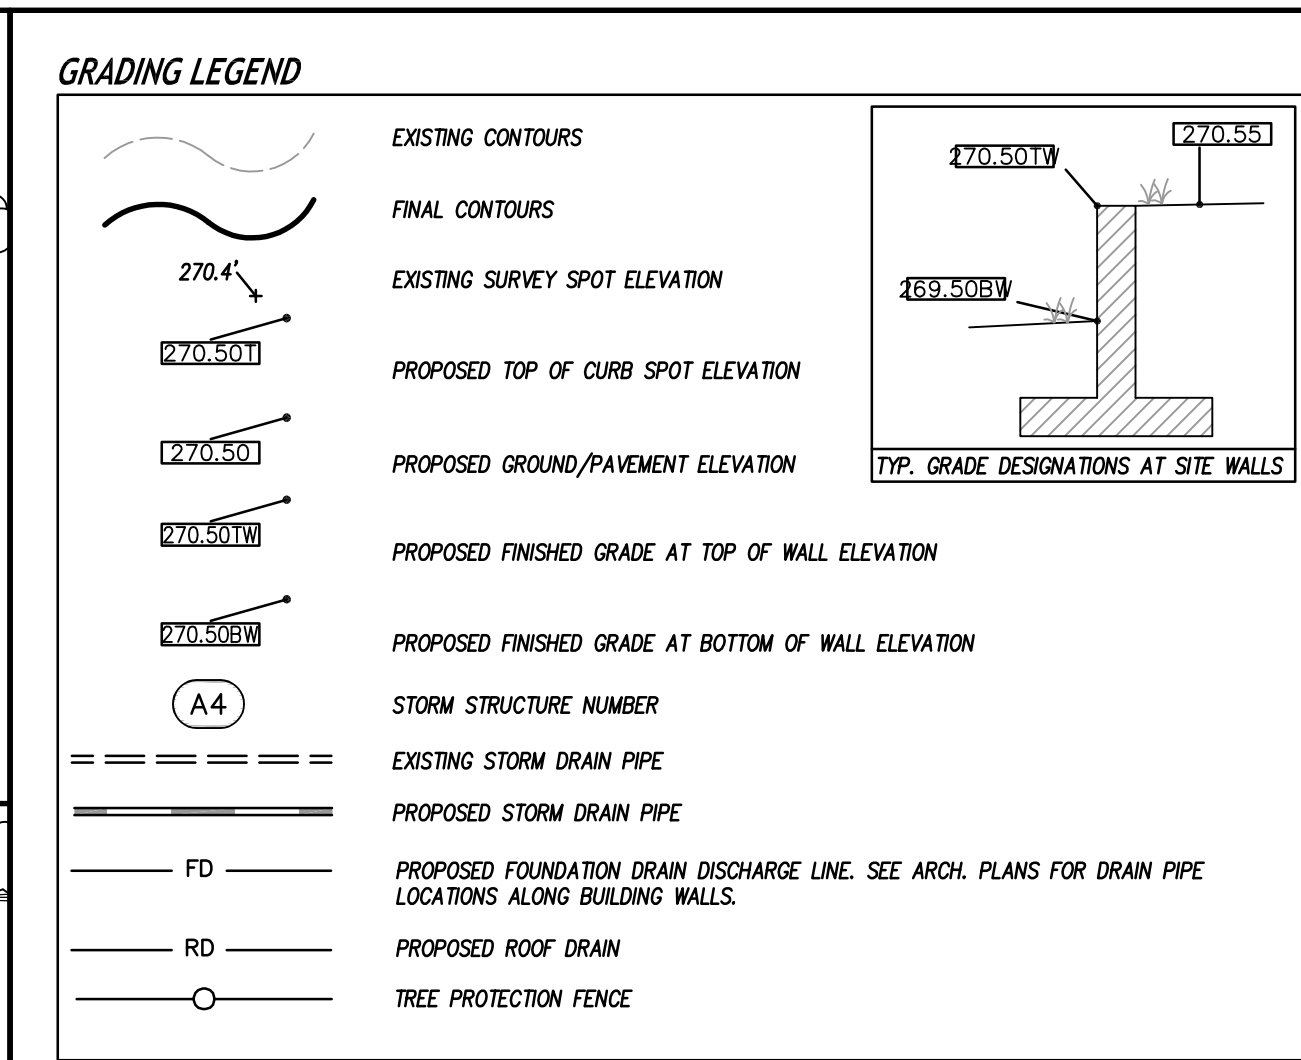 GRADING LEGEND
EXISTING CONTOURS
FINAL CONTOURS
270.4'
EXISTING SURVEY SPOT ELEVATION
270.50T
PROPOSED TOP OF CURB SPOT ELEVATION
270.50
PROPOSED GROUND/PAVEMENT ELEVATION
270.50TW
PROPOSED FINISHED GRADE AT TOP OF WALL ELEVATION
270.50BW
PROPOSED FINISHED GRADE AT BOTTOM OF WALL ELEVATION
A4
STORM STRUCTURE NUMBER
EXISTING STORM DRAIN PIPE
PROPOSED STORM DRAIN PIPE
FD
PROPOSED FOUNDATION DRAIN DISCHARGE LINE. SEE ARCH. PLANS FOR DRAIN PIPE
LOCATIONS ALONG BUILDING WALLS.
RD
PROPOSED ROOF DRAIN
TREE PROTECTION FENCE
270.55
270.50TW
269.50BW
TYP. GRADE DESIGNATIONS AT SITE WALLS